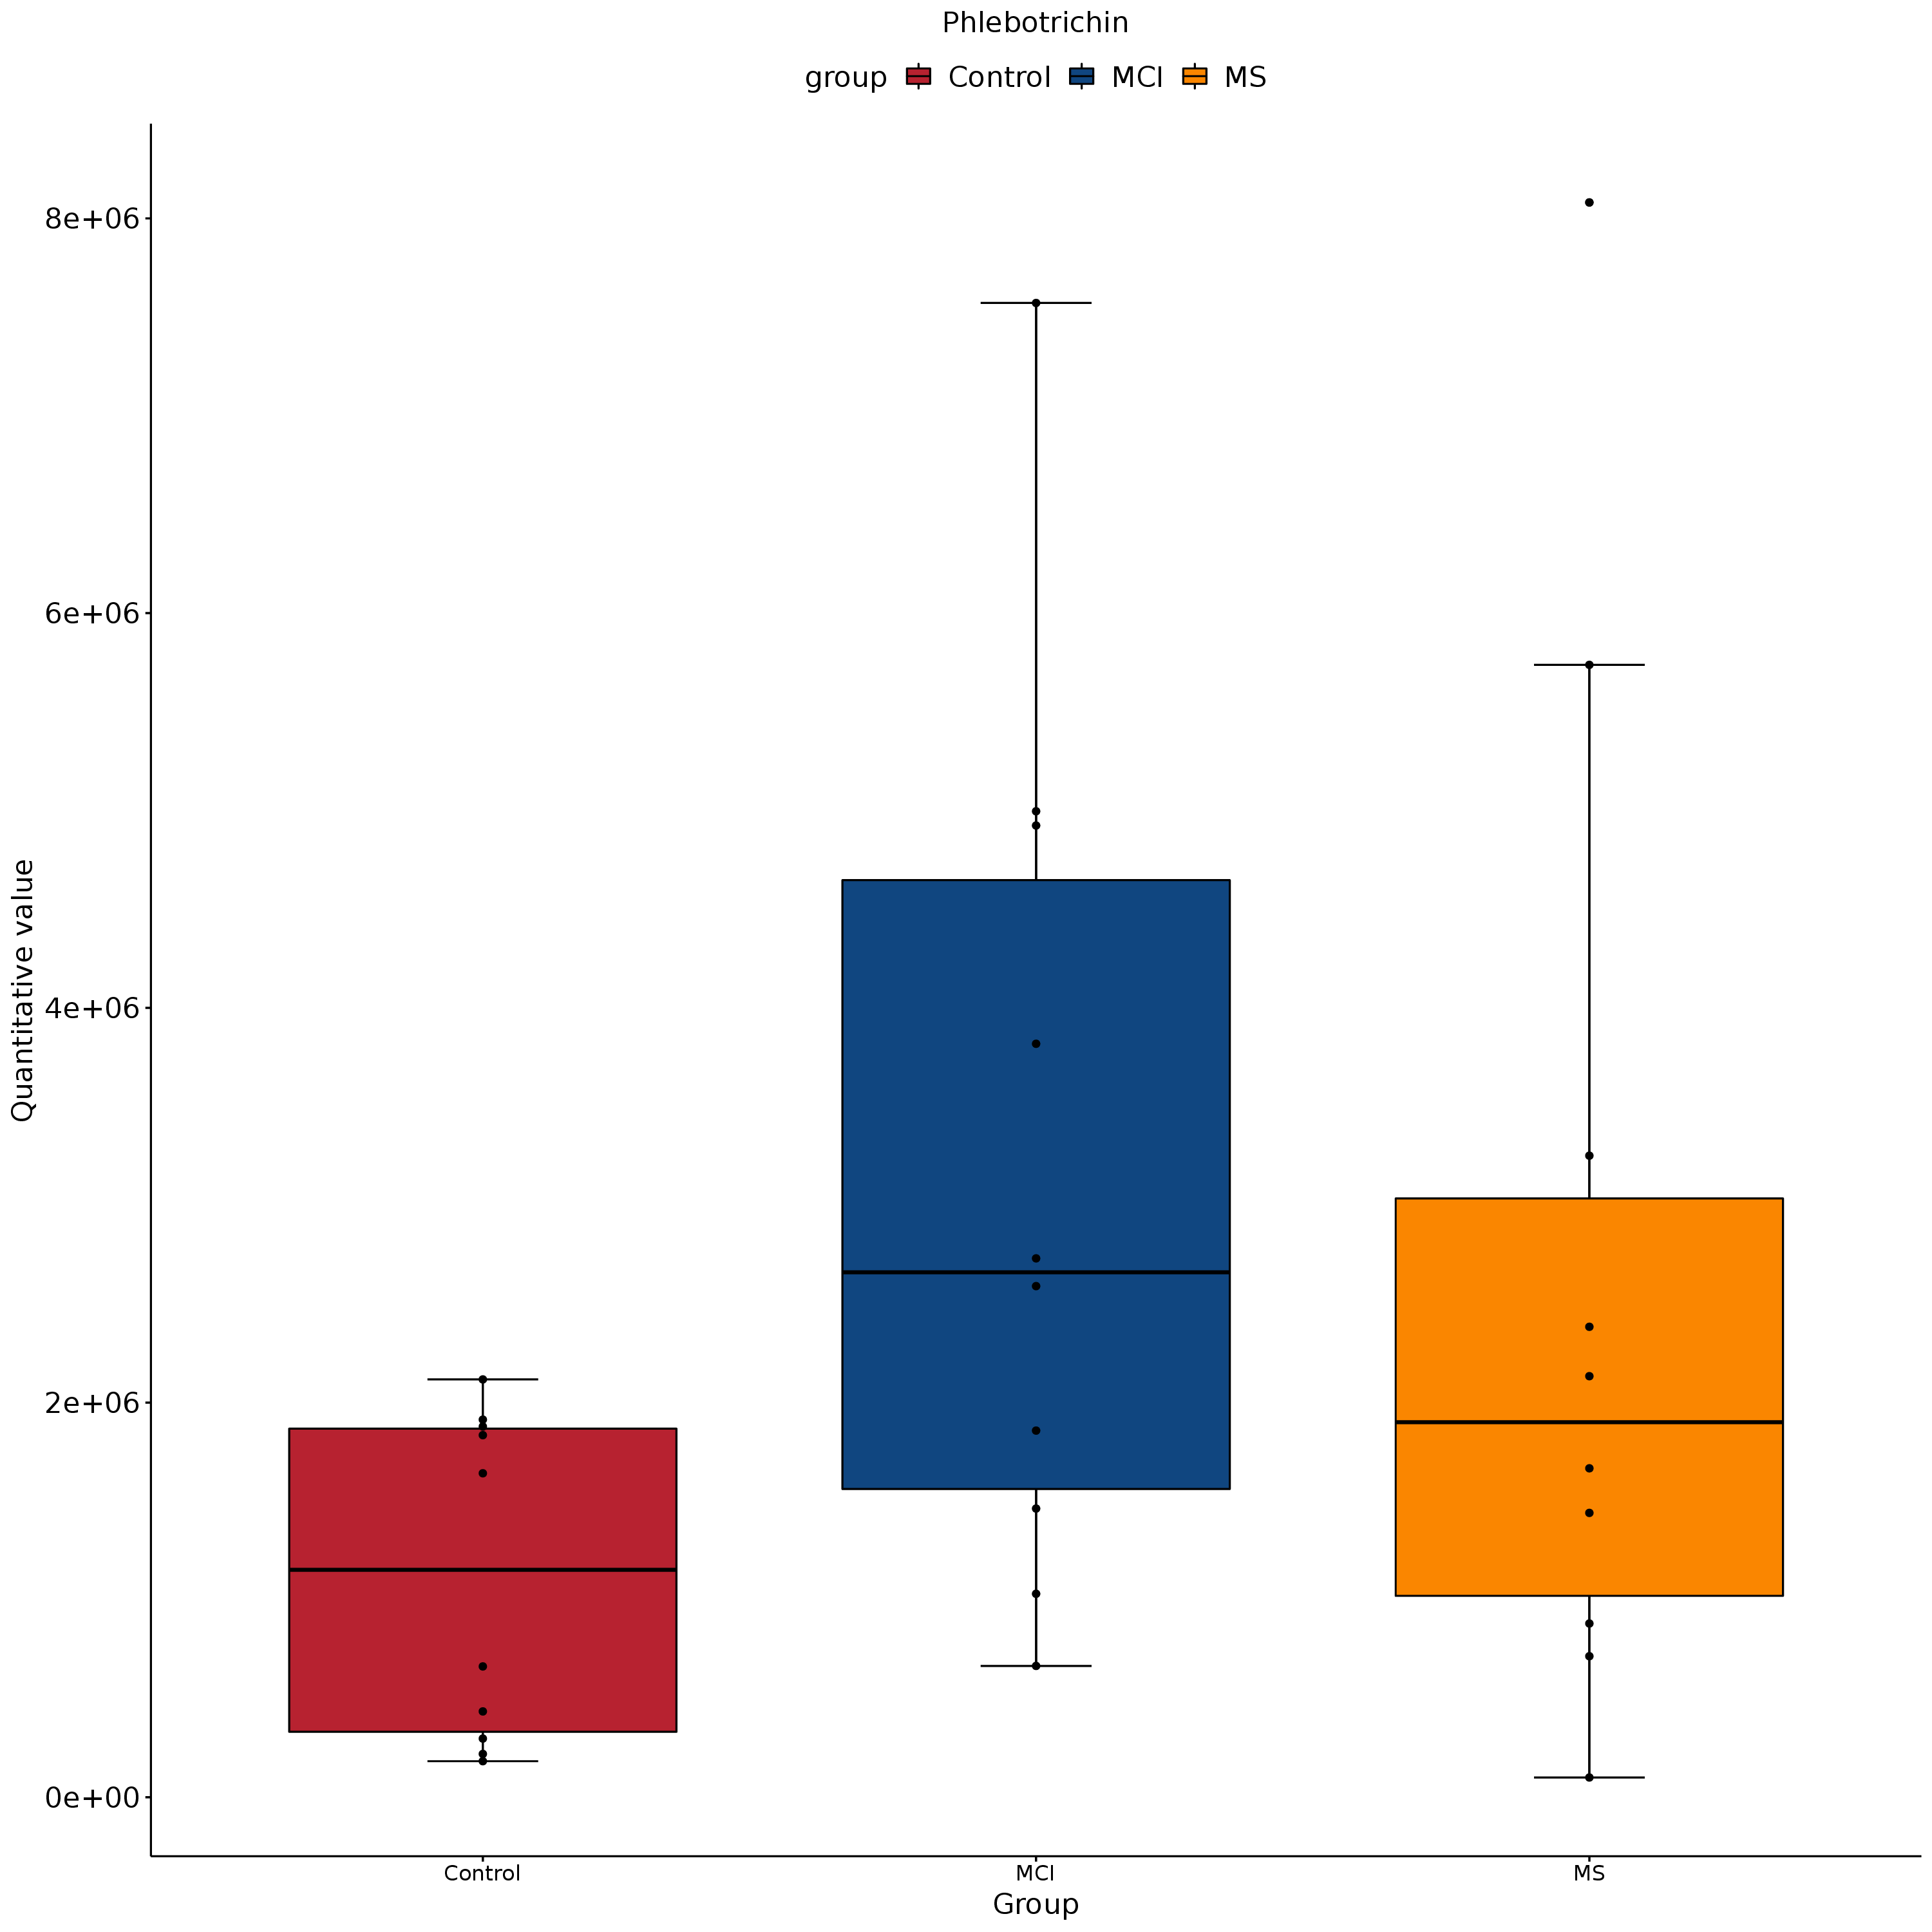 Phlebotrichin
group Control MCI MS
8e+06
6e+06
4e+06
2e+06
0e+00
Quantitative value
Control MCI MS
Group